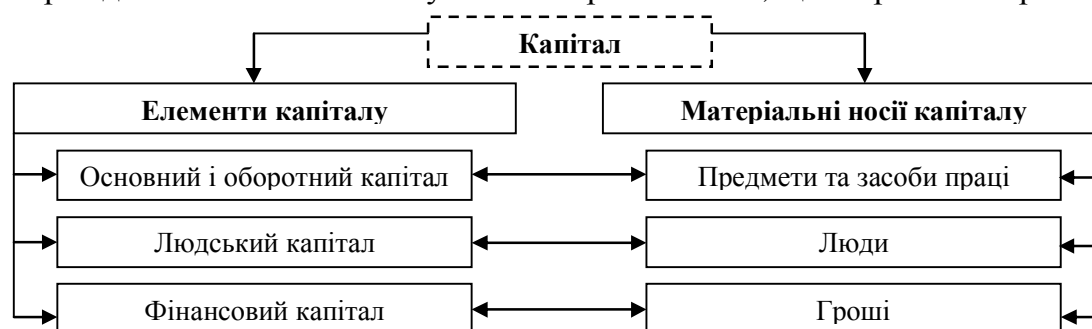 Капітал
Елементи капіталу Матеріальні носії капіталу
Основний і оборотний капітал Предмети та засоби праці
Людський капітал Люди
Фінансовий капітал Гроші